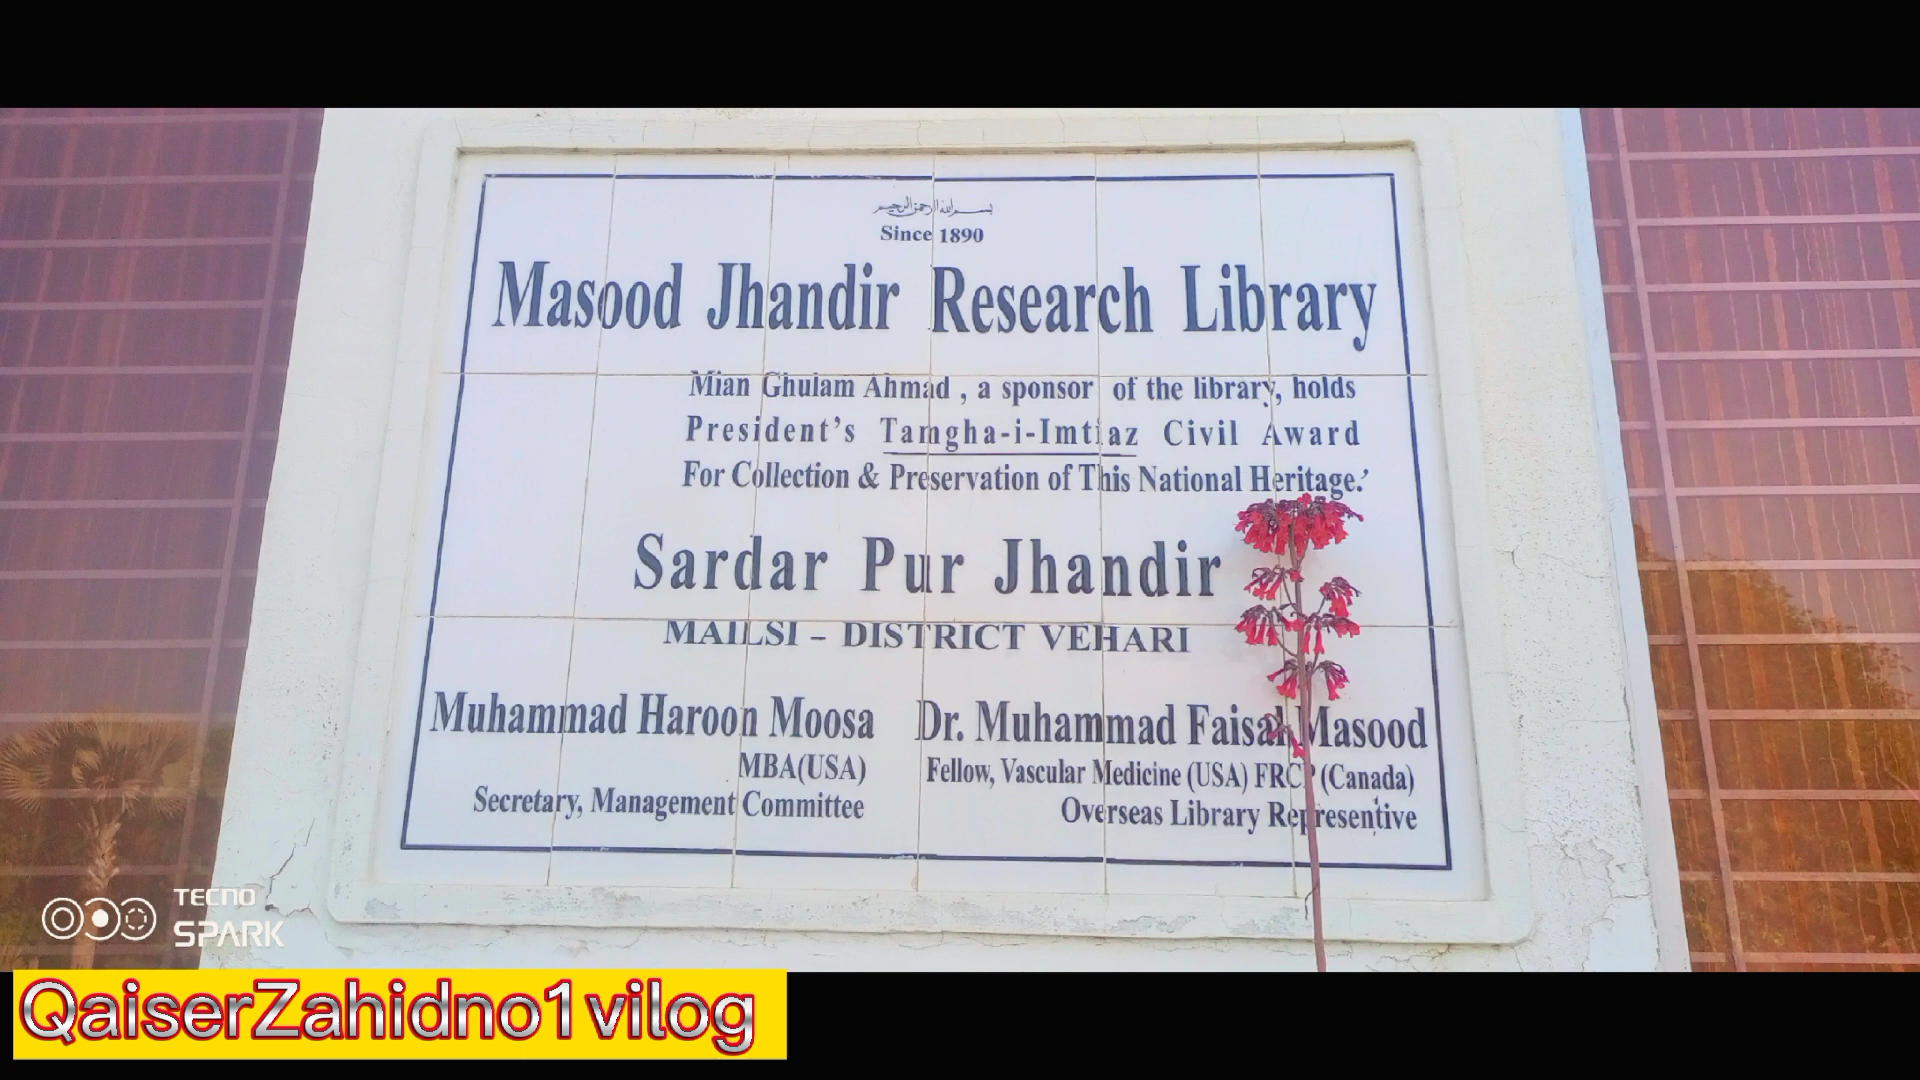 بسم الله الرحمن الرحيم
Since 1890
Masood Jhandir Research Library
Mian Ghulam Ahmad , a sponsor of the library, holds
President's Tamgha-i-Imtiaz Civil Award
For Collection & Preservation of This National Heritage.'
Sardar Pur Jhandir
MAILSI - DISTRICT VEHARI
Muhammad Haroon Moosa
MBA(USA)
Secretary, Management Committee
Dr. Muhammad Faisal Masood
Fellow, Vascular Medicine (USA) FRCP (Canada)
Overseas Library Representive
TECNO
SPARK
QaiserZahidno1vilog